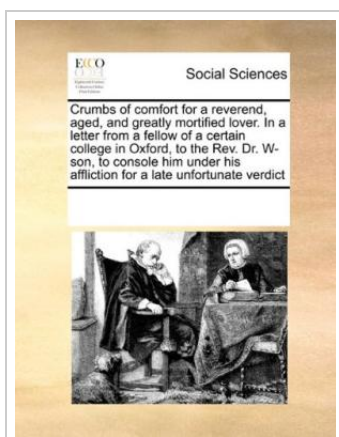 ECCO
Social Sciences
Crumbs of comfort for a reverend,
aged, and greatly mortified lover. In a
letter from a fellow of a certain
college in Oxford, to the Rev. Dr. W-
son, to console him under his
affliction for a late unfortunate verdict